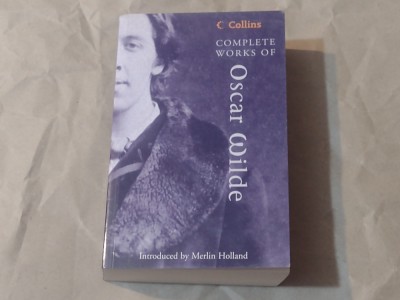 Collins
COMPLETE
WORKS OF
Oscar Wilde
Introduced by Merlin Holland